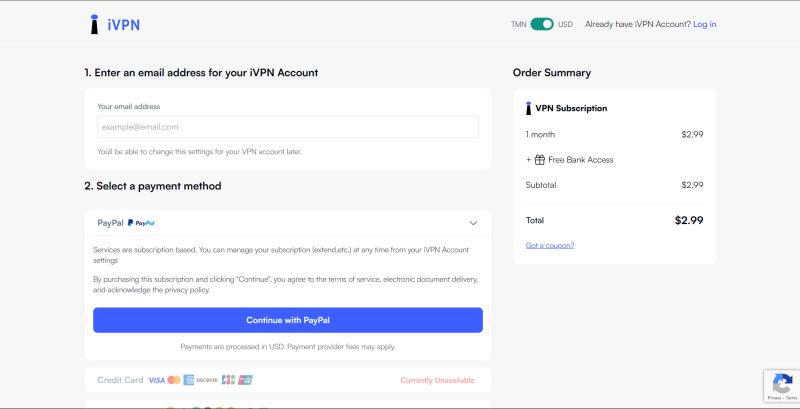 iVPN
TMN USD Already have iVPN Account? Log in
1. Enter an email address for your iVPN Account
Your email address
example@email.com
You'll be able to change this settings for your VPN account later.
2. Select a payment method
PayPal PayPal
Services are subscription based. You can manage your subscription (extend,etc.) at any time from your iVPN Account
settings
By purchasing this subscription and clicking "Continue", you agree to the terms of service, electronic document delivery,
and acknowledge the privacy policy.
Continue with PayPal
Payments are processed in USD. Payment provider fees may apply.
Credit Card VISA DISCOVER JCB Currently Unavailable
Order Summary
VPN Subscription
1 month $2.99
+ Free Bank Access
Subtotal $2.99
Total $2.99
Got a coupon?
Privacy - Terms